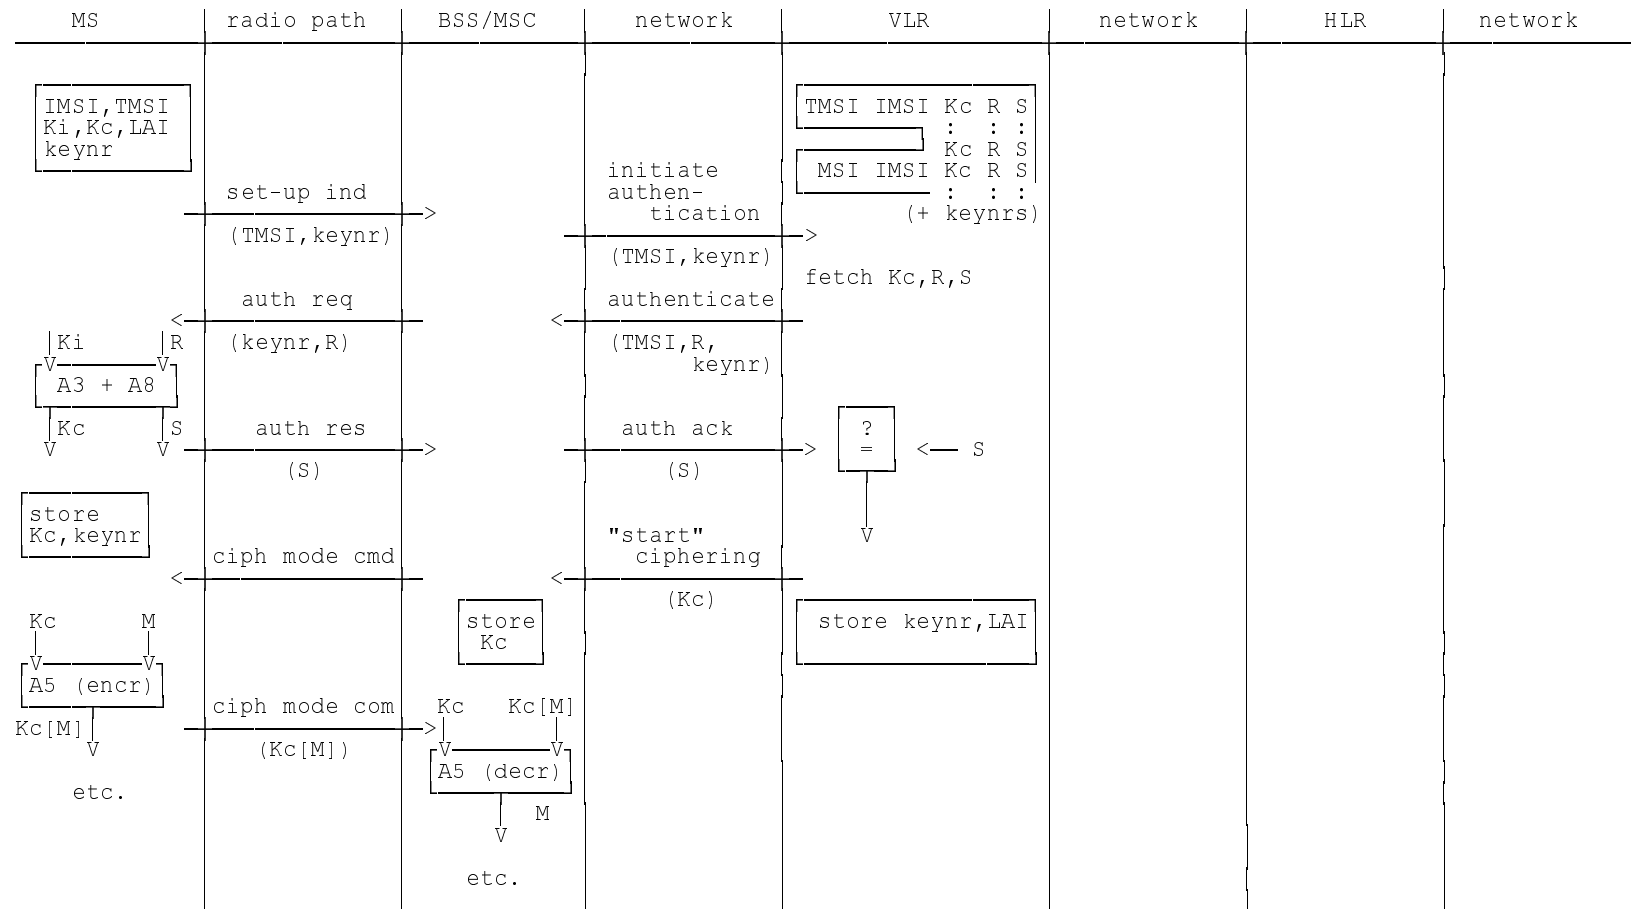 MS radio path BSS/MSC network VLR network HLR network
IMSI,TMSI TMSI IMSI Kc R S
Ki,Kc,LAI : : :
keynr Kc R S
initiate MSI IMSI Kc R S
set-up ind authen- : : :
tication (+ keynrs)
> 
(TMSI,keynr) >
(TMSI,keynr)
fetch Kc,R,S
auth req authenticate
< <
Ki R (keynr,R) (TMSI,R,
V V keynr)
A3 + A8
Kc S auth res auth ack ?
V V > > = < S
(S) (S)
store
Kc,keynr "start" V
ciph mode cmd ciphering
< <
(Kc)
Kc M store store keynr,LAI
Kc
V V
A5 (encr)
ciph mode com Kc Kc[M]
Kc[M] >
V (Kc[M]) V V
A5 (decr)
etc.
M
V
etc.